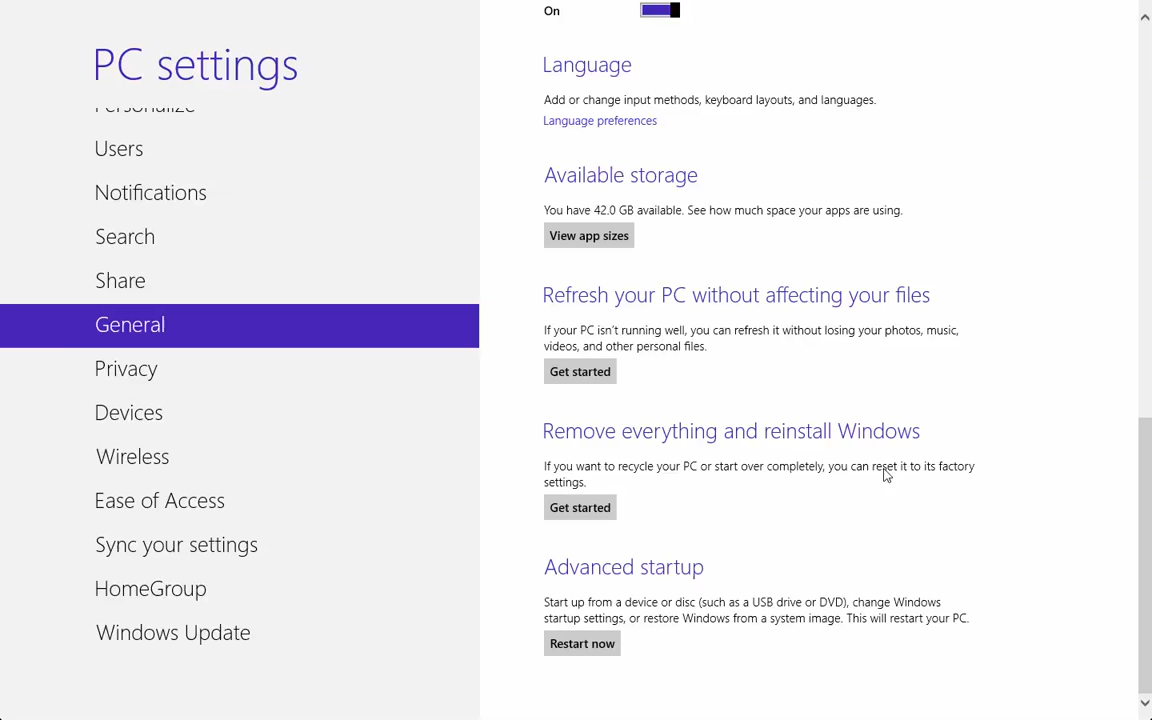 PC settings
Personalize
Users
Notifications
Search
Share
General
Privacy
Devices
Wireless
Ease of Access
Sync your settings
HomeGroup
Windows Update
On
Language
Add or change input methods, keyboard layouts, and languages.
Language preferences
Available storage
You have 42.0 GB available. See how much space your apps are using.
View app sizes
Refresh your PC without affecting your files
If your PC isn't running well, you can refresh it without losing your photos, music,
videos, and other personal files.
Get started
Remove everything and reinstall Windows
If you want to recycle your PC or start over completely, you can reset it to its factory
settings.
Get started
Advanced startup
Start up from a device or disc (such as a USB drive or DVD), change Windows
startup settings, or restore Windows from a system image. This will restart your PC.
Restart now